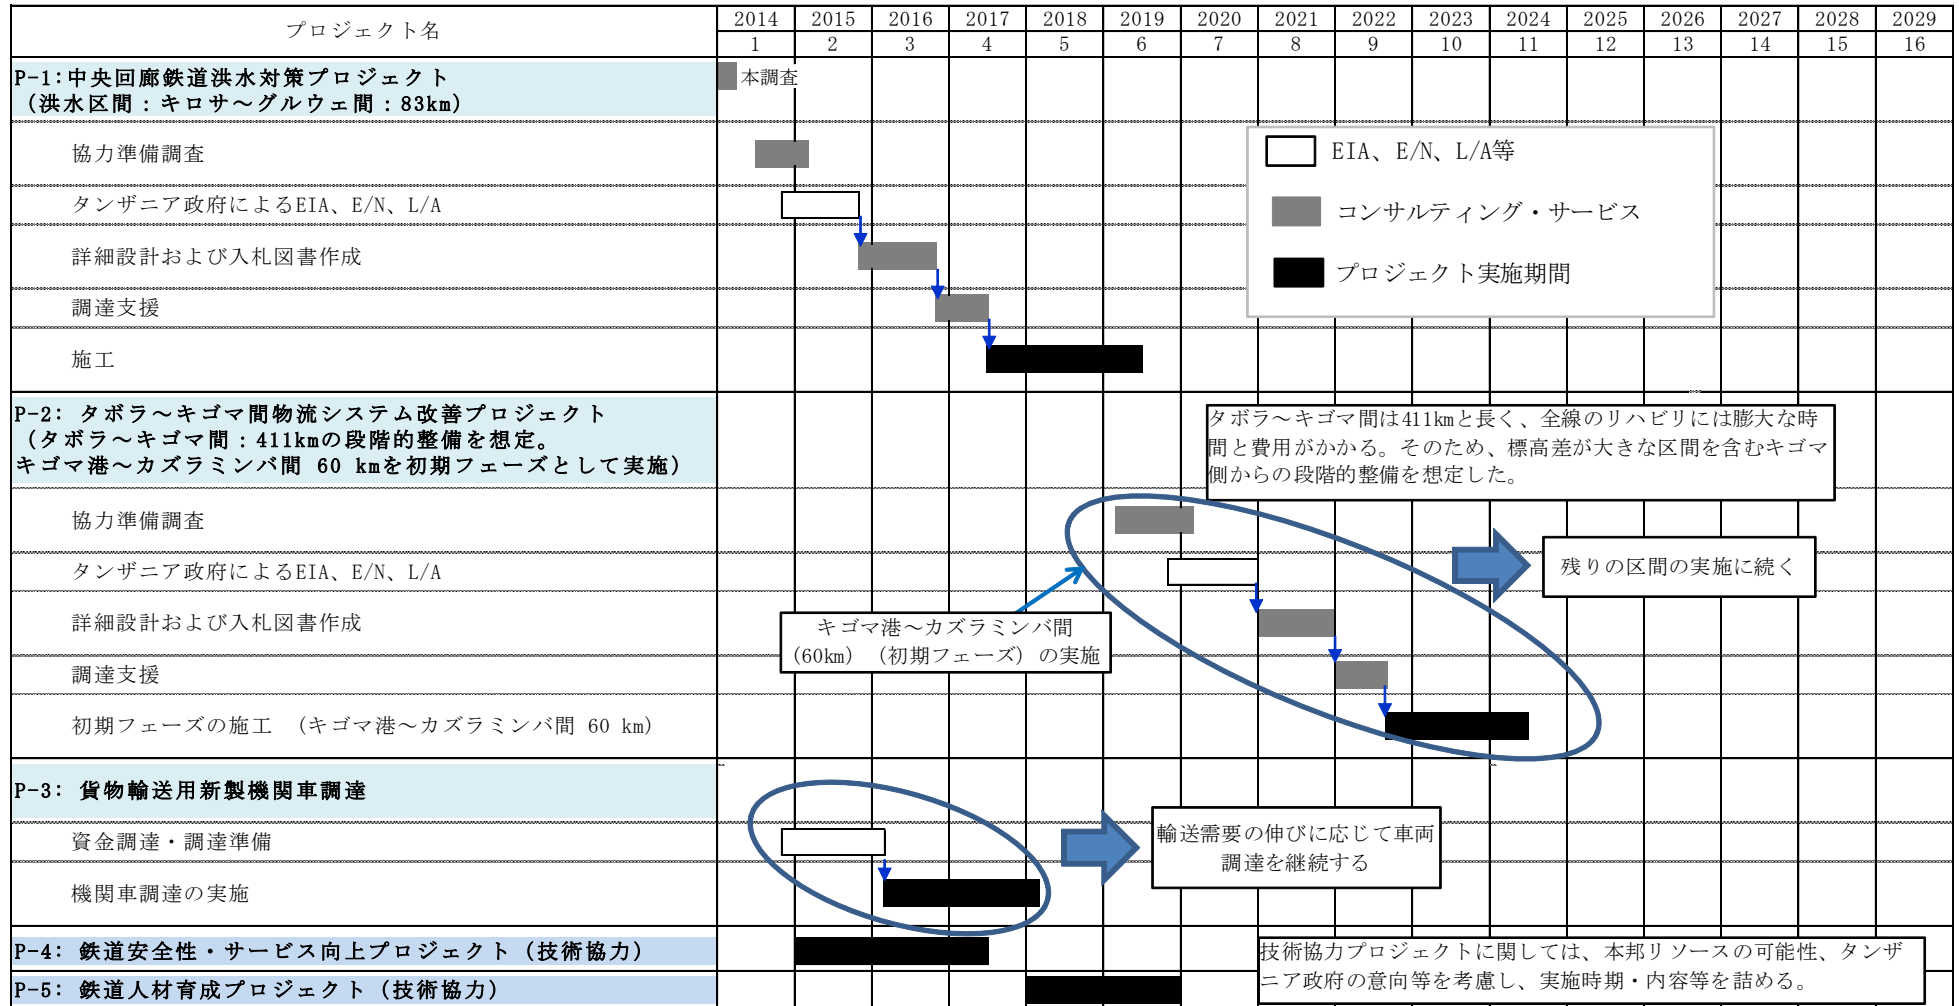 プロジェクト名
2014 2015 2016 2017 2018 2019 2020 2021 2022 2023 2024 2025 2026 2027 2028 2029
1 2 3 4 5 6 7 8 9 10 11 12 13 14 15 16
P-1:中央回廊鉄道洪水対策プロジェクト
(洪水区間：キロサ～グルウェ間：83km)
本調査
協力準備調査
タンザニア政府によるEIA、E/N、L/A
詳細設計および入札図書作成
調達支援
施工
EIA、E/N、L/A等
コンサルティング・サービス
プロジェクト実施期間
P-2: タボラ～キゴマ間物流システム改善プロジェクト
(タボラ～キゴマ間：411kmの段階的整備を想定。
キゴマ港～カズラミンバ間 60 kmを初期フェーズとして実施)
タボラ～キゴマ間は411kmと長く、全線のリハビリには膨大な時
間と費用がかかる。そのため、標高差が大きな区間を含むキゴマ
側からの段階的整備を想定した。
協力準備調査
タンザニア政府によるEIA、E/N、L/A
詳細設計および入札図書作成
調達支援
初期フェーズの施工 (キゴマ港～カズラミンバ間 60 km)
残りの区間の実施に続く
キゴマ港～カズラミンバ間
(60km) (初期フェーズ) の実施
P-3: 貨物輸送用新製機関車調達
資金調達・調達準備
機関車調達の実施
輸送需要の伸びに応じて車両
調達を継続する
P-4: 鉄道安全性・サービス向上プロジェクト (技術協力)
P-5: 鉄道人材育成プロジェクト (技術協力)
技術協力プロジェクトに関しては、本邦リソースの可能性、タンザ
ニア政府の意向等を考慮し、実施時期・内容等を詰める。